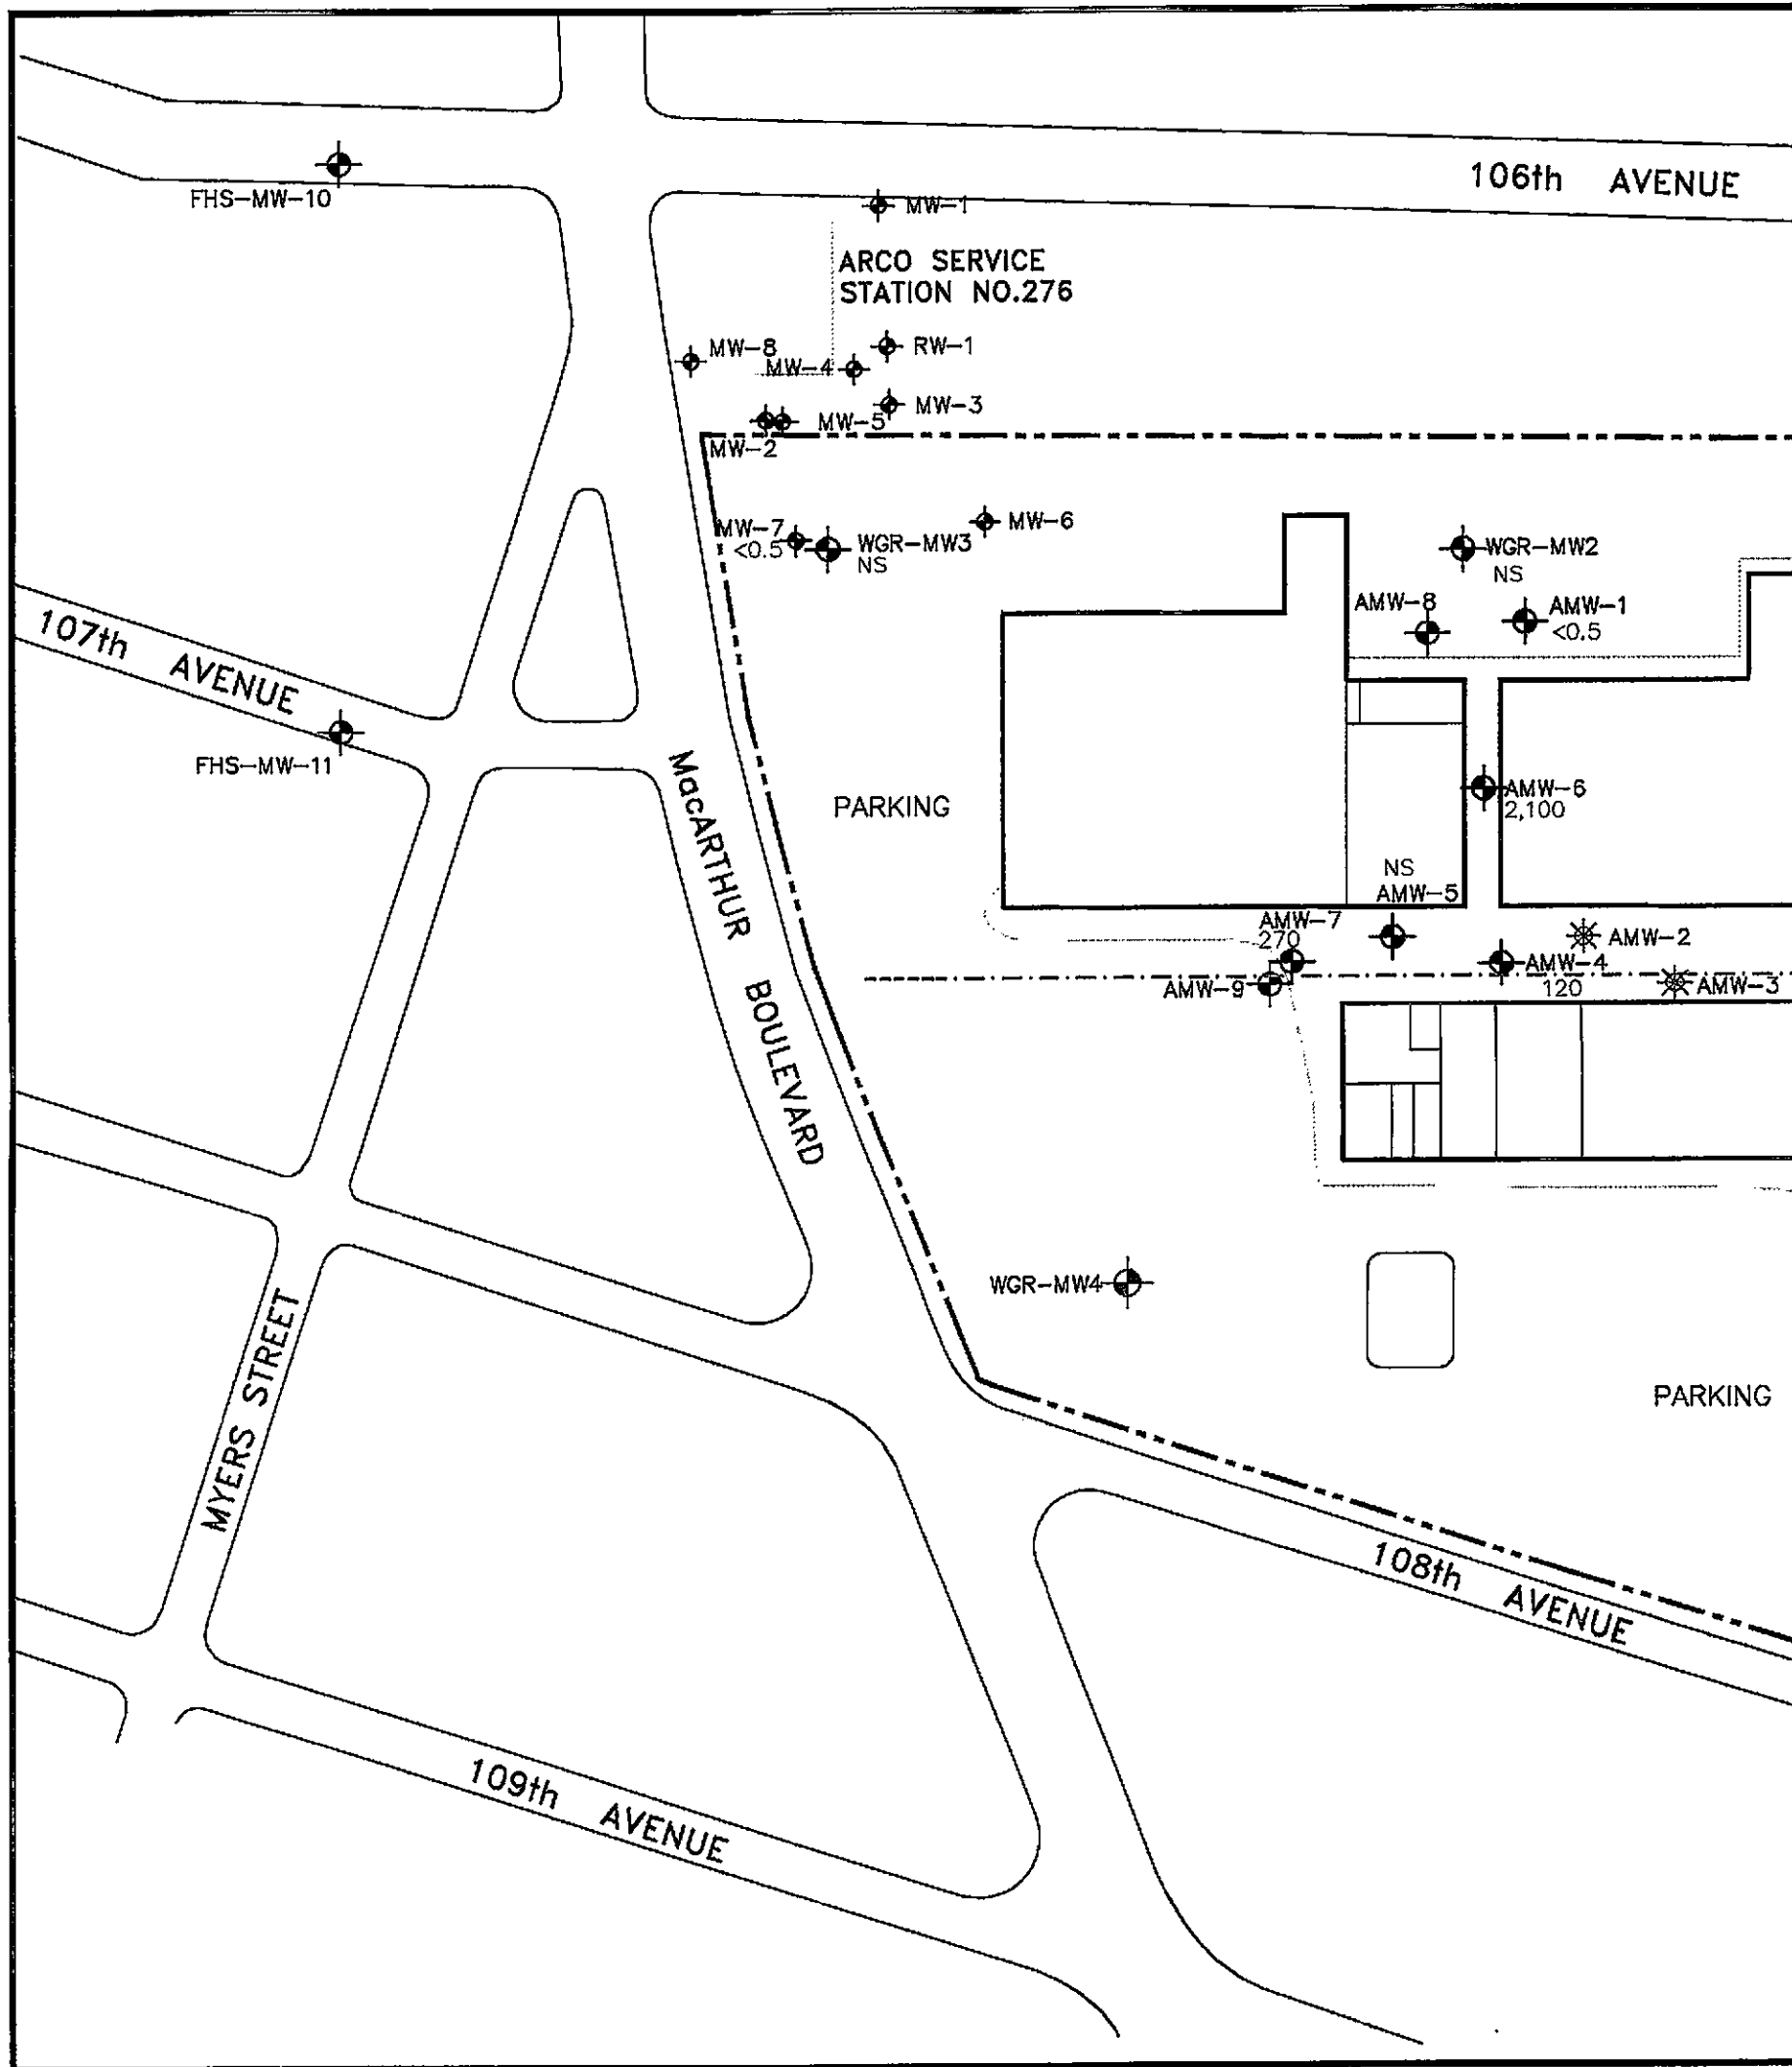 106th AVENUE
FHS-MW-10
MW-1
ARCO SERVICE
STATION NO.276
MW-8
RW-1
MW-4
MW-3
MW-5
MW-2
MW-7
<0.5
WGR-MW3
NS
MW-6
WGR-MW2
NS
AMW-8
AMW-1
<0.5
107th AVENUE
FHS-MW-11
MacARTHUR BOULEVARD
PARKING
AMW-6
2,100
NS
AMW-5
AMW-7
270
AMW-2
AMW-4
120
AMW-9
AMW-3
WGR-MW4
MYERS STREET
PARKING
108th AVENUE
109th AVENUE